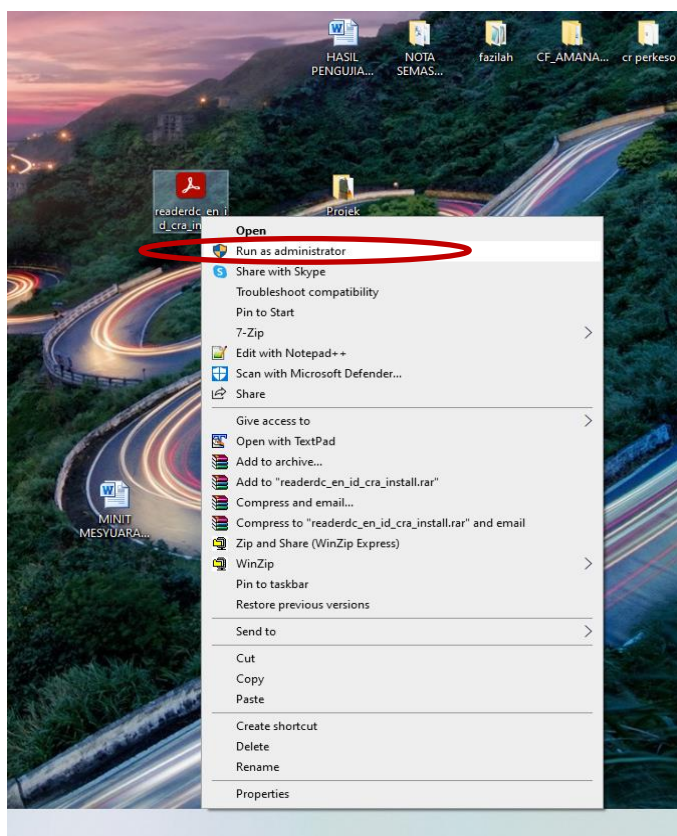 HASIL
PENGUJIA...
NOTA
SEMAS...
fazilah
CF_AMANA...
cr perkeso
readerdc_en_i
d_cra_in
Projek
Open
Run as administrator
Share with Skype
Troubleshoot compatibility
Pin to Start
7-Zip
Edit with Notepad++
Scan with Microsoft Defender...
Share
Give access to
Open with TextPad
Add to archive...
Add to "readerdc_en_id_cra_install.rar"
Compress and email...
Compress to "readerdc_en_id_cra_install.rar" and email
Zip and Share (WinZip Express)
WinZip
Pin to taskbar
Restore previous versions
Send to
Cut
Copy
Paste
Create shortcut
Delete
Rename
Properties
MINIT
MESYUARA...